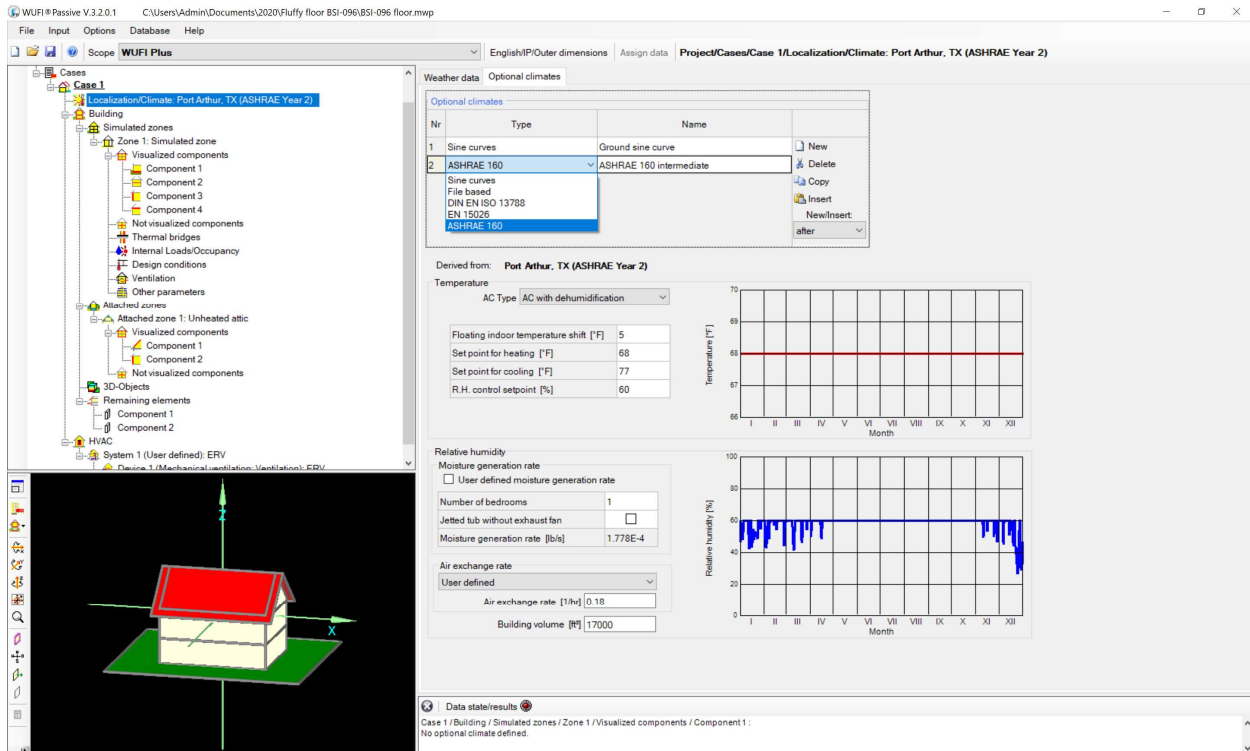 WUFI®Passive V.3.2.0.1 C:\Users\Admin\Documents\2020\Fluffy floor BSI-096\BSI-096 floor.mwp
File Input Options Database Help
Scope WUFI Plus English/IP/Outer dimensions Assign data Project/Cases/Case 1/Localization/Climate: Port Arthur, TX (ASHRAE Year 2)
Cases
Case 1
Localization/Climate: Port Arthur, TX (ASHRAE Year 2)
Building
Simulated zones
Zone 1: Simulated zone
Visualized components
Component 1
Component 2
Component 3
Component 4
Not visualized components
Thermal bridges
Internal Loads/Occupancy
Design conditions
Ventilation
Other parameters
Attached zones
Attached zone 1: Unheated attic
Visualized components
Component 1
Component 2
Not visualized components
3D-Objects
Remaining elements
Component 1
Component 2
HVAC
System 1 (User defined): ERV
Device 1 (Mechanical ventilation: Ventilation): ERV
Z
X
Weather data Optional climates
Optional climates
Nr Type Name
1 Sine curves Ground sine curve
2 ASHRAE 160 ASHRAE 160 intermediate
Sine curves
File based
DIN EN ISO 13788
EN 15026
ASHRAE 160
New
Delete
Copy
Insert
New/Insert:
after
Derived from: Port Arthur, TX (ASHRAE Year 2)
Temperature
AC Type AC with dehumidification
Floating indoor temperature shift [°F] 5
Set point for heating [°F] 68
Set point for cooling [°F] 77
R.H. control setpoint [%] 60
Temperature [°F]
70
69
68
67
66
I II III IV V VI VII VIII IX X XI XII
Month
Relative humidity
Moisture generation rate
User defined moisture generation rate
Number of bedrooms 1
Jetted tub without exhaust fan
Moisture generation rate [lb/s] 1.778E-4
Air exchange rate
User defined
Air exchange rate [1/hr] 0.18
Building volume [ft³] 17000
Relative humidity [%]
100
80
60
40
20
0
I II III IV V VI VII VIII IX X XI XII
Month
Data state/results
Case 1 / Building / Simulated zones / Zone 1 / Visualized components / Component 1 :
No optional climate defined.